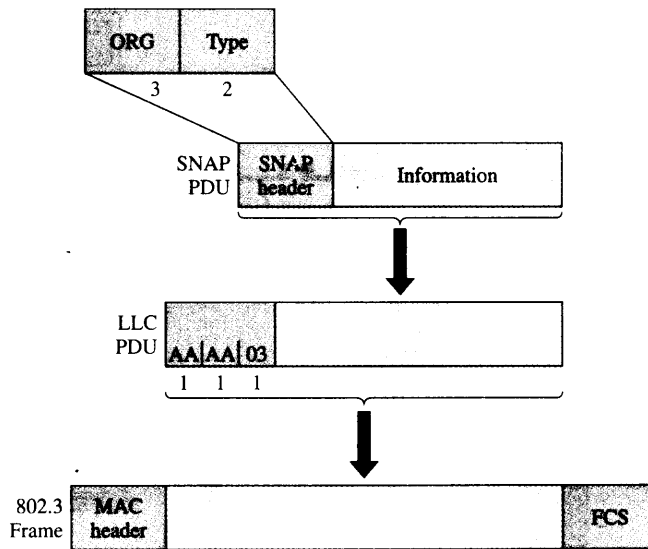 ORG Type
3 2
SNAP
PDU
SNAP
header
Information
LLC
PDU
AA AA 03
1 1 1
802.3
Frame
MAC
header
FCS